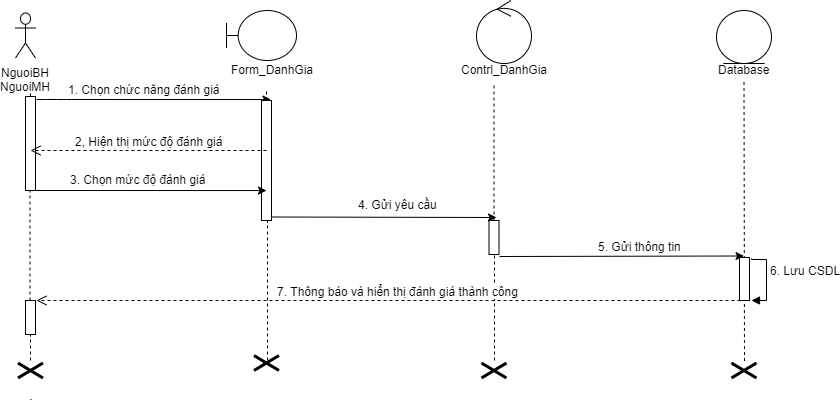 NguoiBH
NguoiMH
Form_DanhGia
Contrl_DanhGia
Database
1. Chọn chức năng đánh giá
2, Hiện thị mức độ đánh giá
3. Chọn mức độ đánh giá
4. Gửi yêu cầu
5. Gửi thông tin
6. Lưu CSDL
7. Thông báo và hiển thị đánh giá thành công